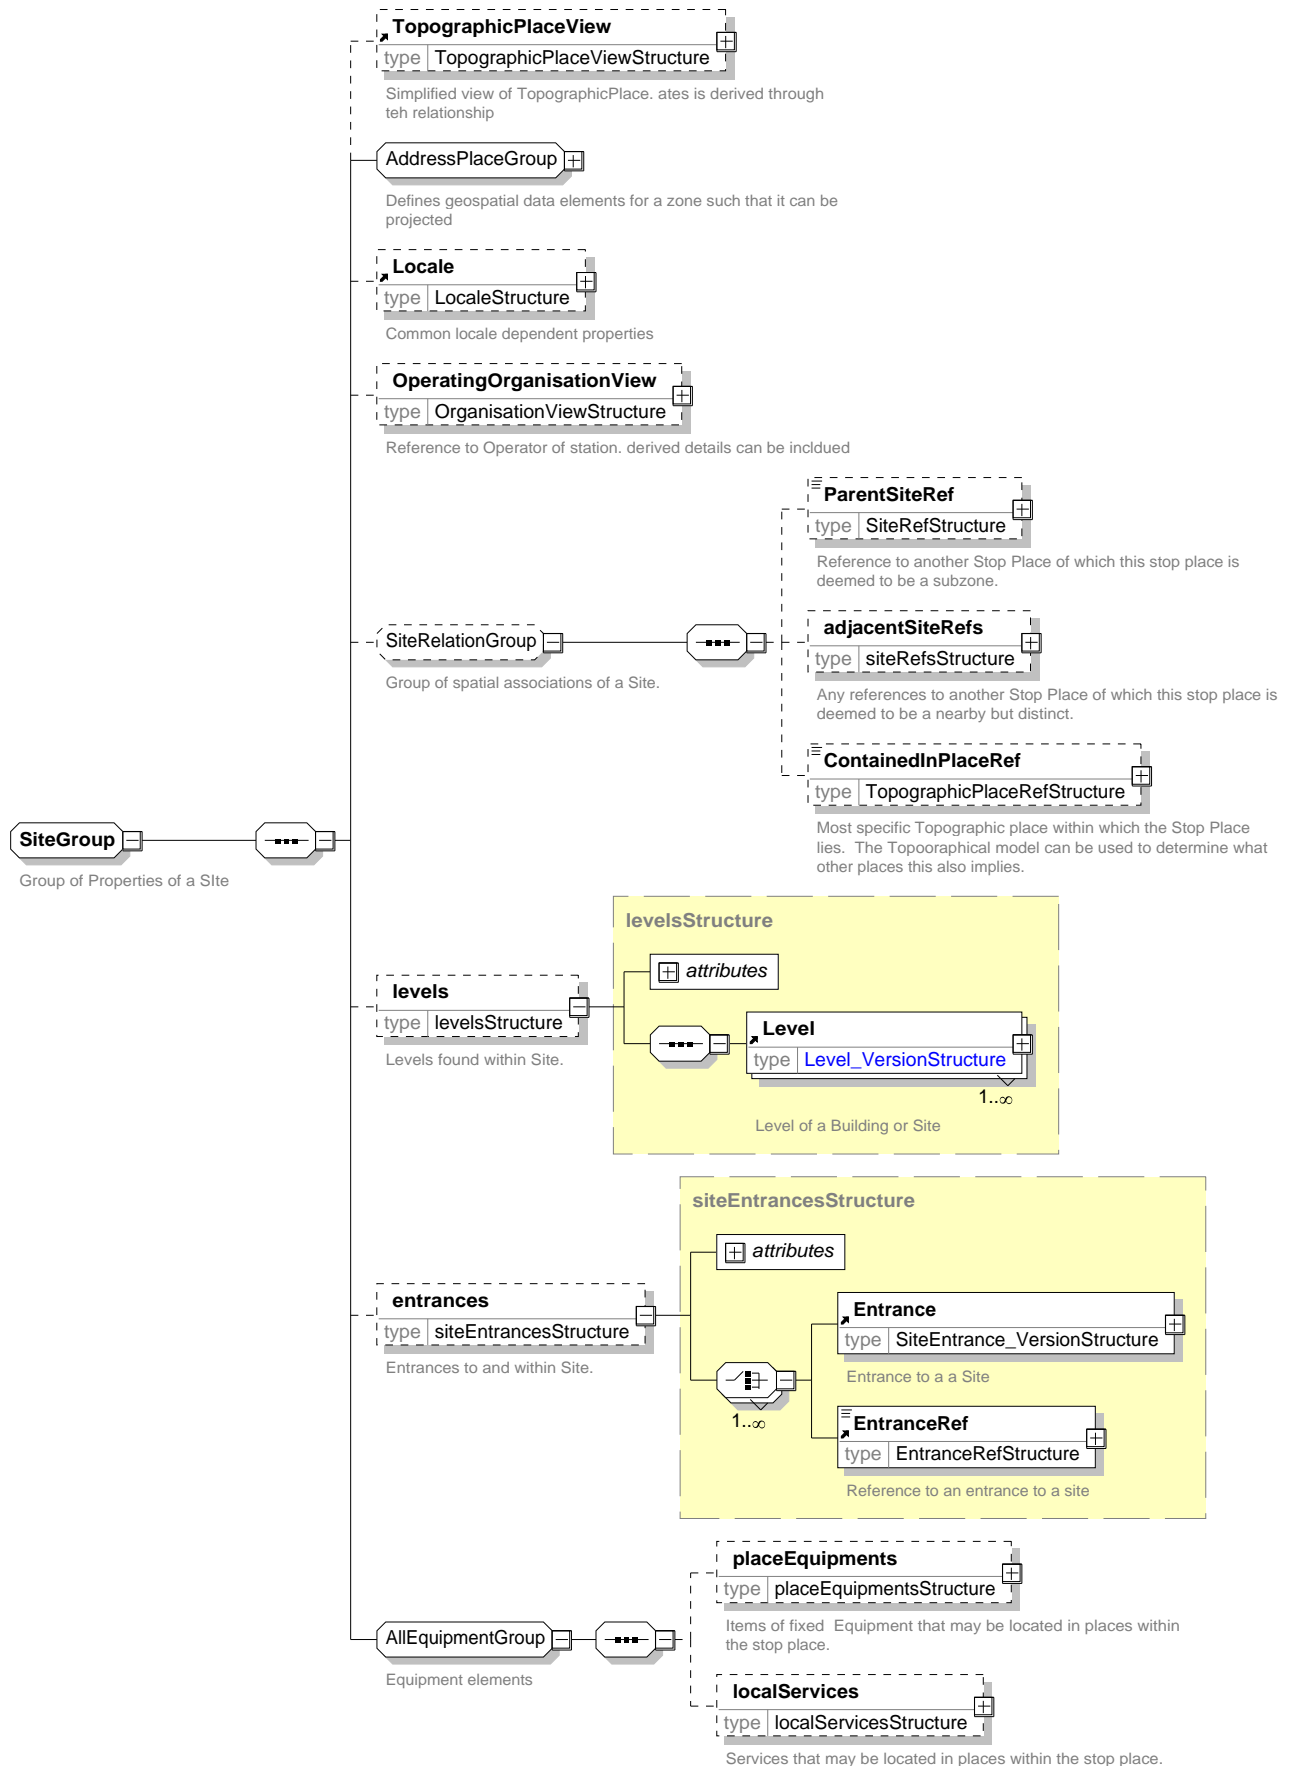 TopographicPlaceView
type TopographicPlaceViewStructure
Simplified view of TopographicPlace. ates is derived through
teh relationship
AddressPlaceGroup
Defines geospatial data elements for a zone such that it can be
projected
Locale
type LocaleStructure
Common locale dependent properties
OperatingOrganisationView
type OrganisationViewStructure
Reference to Operator of station. derived details can be incldued
ParentSiteRef
type SiteRefStructure
Reference to another Stop Place of which this stop place is
deemed to be a subzone.
SiteRelationGroup
Group of spatial associations of a Site.
adjacentSiteRefs
type siteRefsStructure
Any references to another Stop Place of which this stop place is
deemed to be a nearby but distinct.
ContainedInPlaceRef
type TopographicPlaceRefStructure
Most specific Topographic place within which the Stop Place
lies.  The Topooraphical model can be used to determine what
other places this also implies.
SiteGroup
Group of Properties of a SIte
levelsStructure
attributes
levels
type levelsStructure
Levels found within Site.
Level
type Level_VersionStructure
1..∞
Level of a Building or Site
siteEntrancesStructure
attributes
entrances
type siteEntrancesStructure
Entrances to and within Site.
Entrance
type SiteEntrance_VersionStructure
Entrance to a a Site
1..∞
EntranceRef
type EntranceRefStructure
Reference to an entrance to a site
placeEquipments
type placeEquipmentsStructure
Items of fixed  Equipment that may be located in places within
the stop place.
AllEquipmentGroup
Equipment elements
localServices
type localServicesStructure
Services that may be located in places within the stop place.